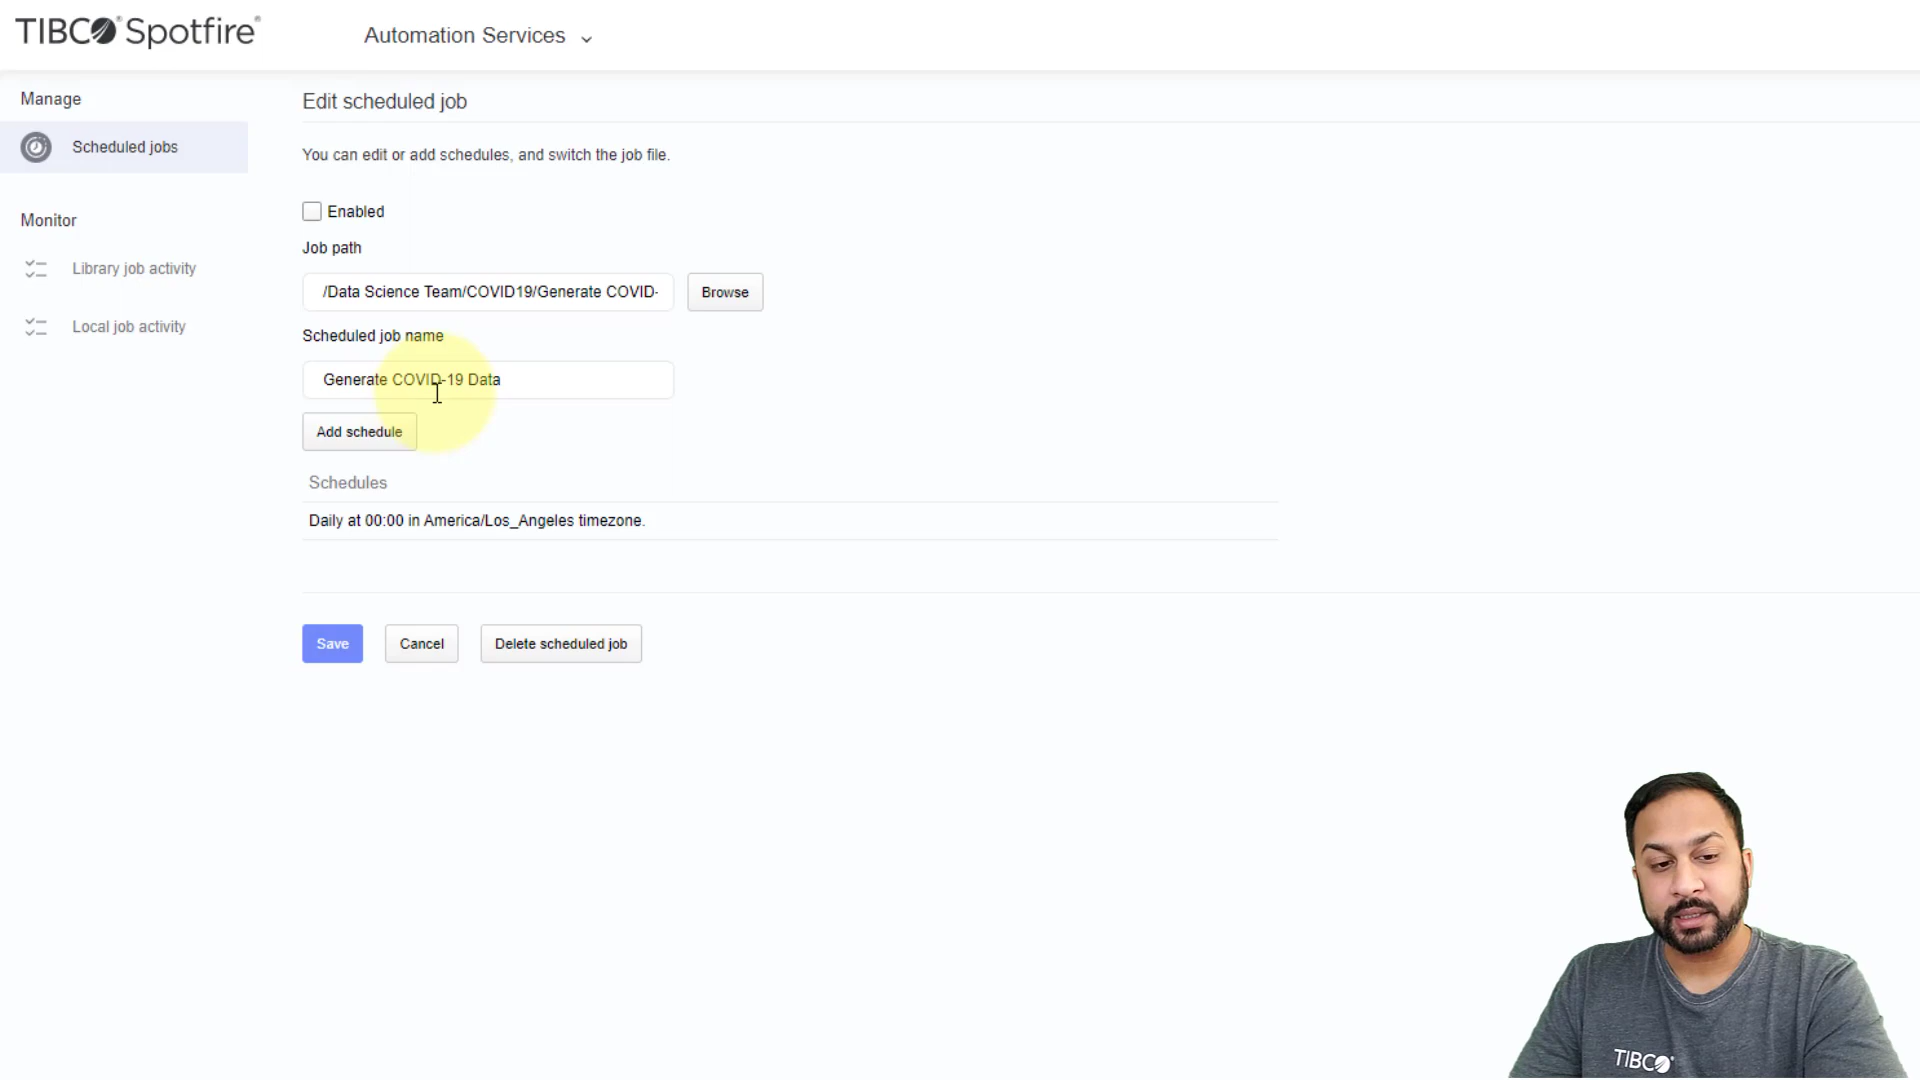 TIBCO® Spotfire®
Automation Services
Manage
Scheduled jobs
Monitor
Library job activity
Local job activity
Edit scheduled job
You can edit or add schedules, and switch the job file.
Enabled
Job path
/Data Science Team/COVID19/Generate COVID-
Browse
Scheduled job name
Generate COVID-19 Data
Add schedule
Schedules
Daily at 00:00 in America/Los_Angeles timezone.
Save
Cancel
Delete scheduled job
TIBCO®